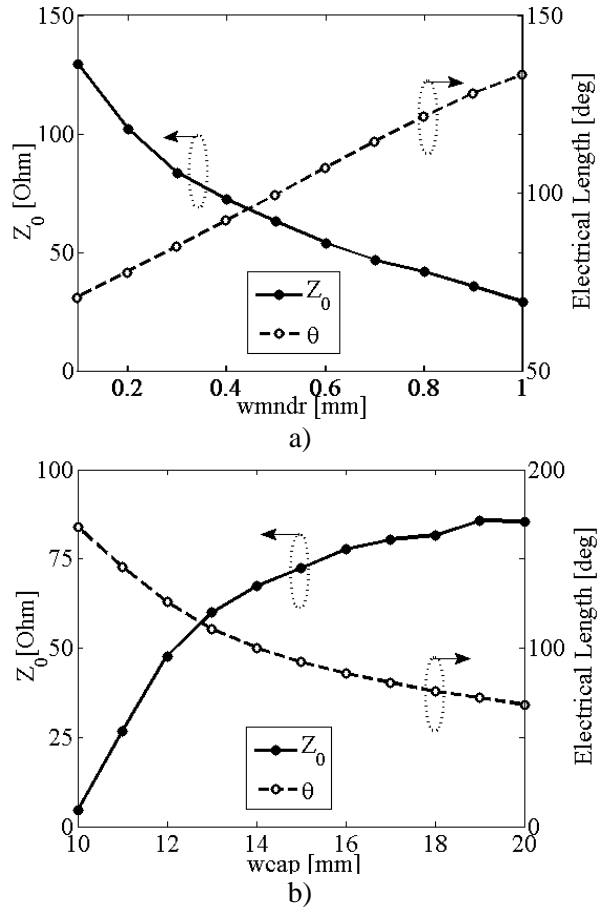 150
100
50
0
Z0 [Ohm]
150
100
50
Electrical Length [deg]
Z0
θ
0.2 0.4 0.6 0.8 1
wmndr [mm]
a)
100
75
50
25
0
Z0[Ohm]
200
100
0
Electrical Length [deg]
Z0
θ
10 12 14 16 18 20
wcap [mm]
b)